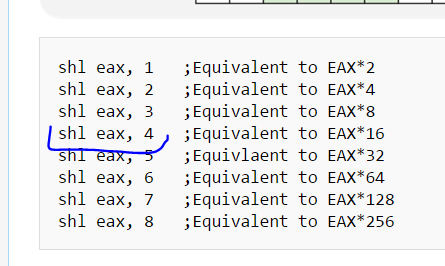 shl eax, 1 ;Equivalent to EAX*2
shl eax, 2 ;Equivalent to EAX*4
shl eax, 3 ;Equivalent to EAX*8
shl eax, 4 ;Equivalent to EAX*16
shl eax, 5 ;Equivlaent to EAX*32
shl eax, 6 ;Equivalent to EAX*64
shl eax, 7 ;Equivalent to EAX*128
shl eax, 8 ;Equivalent to EAX*256